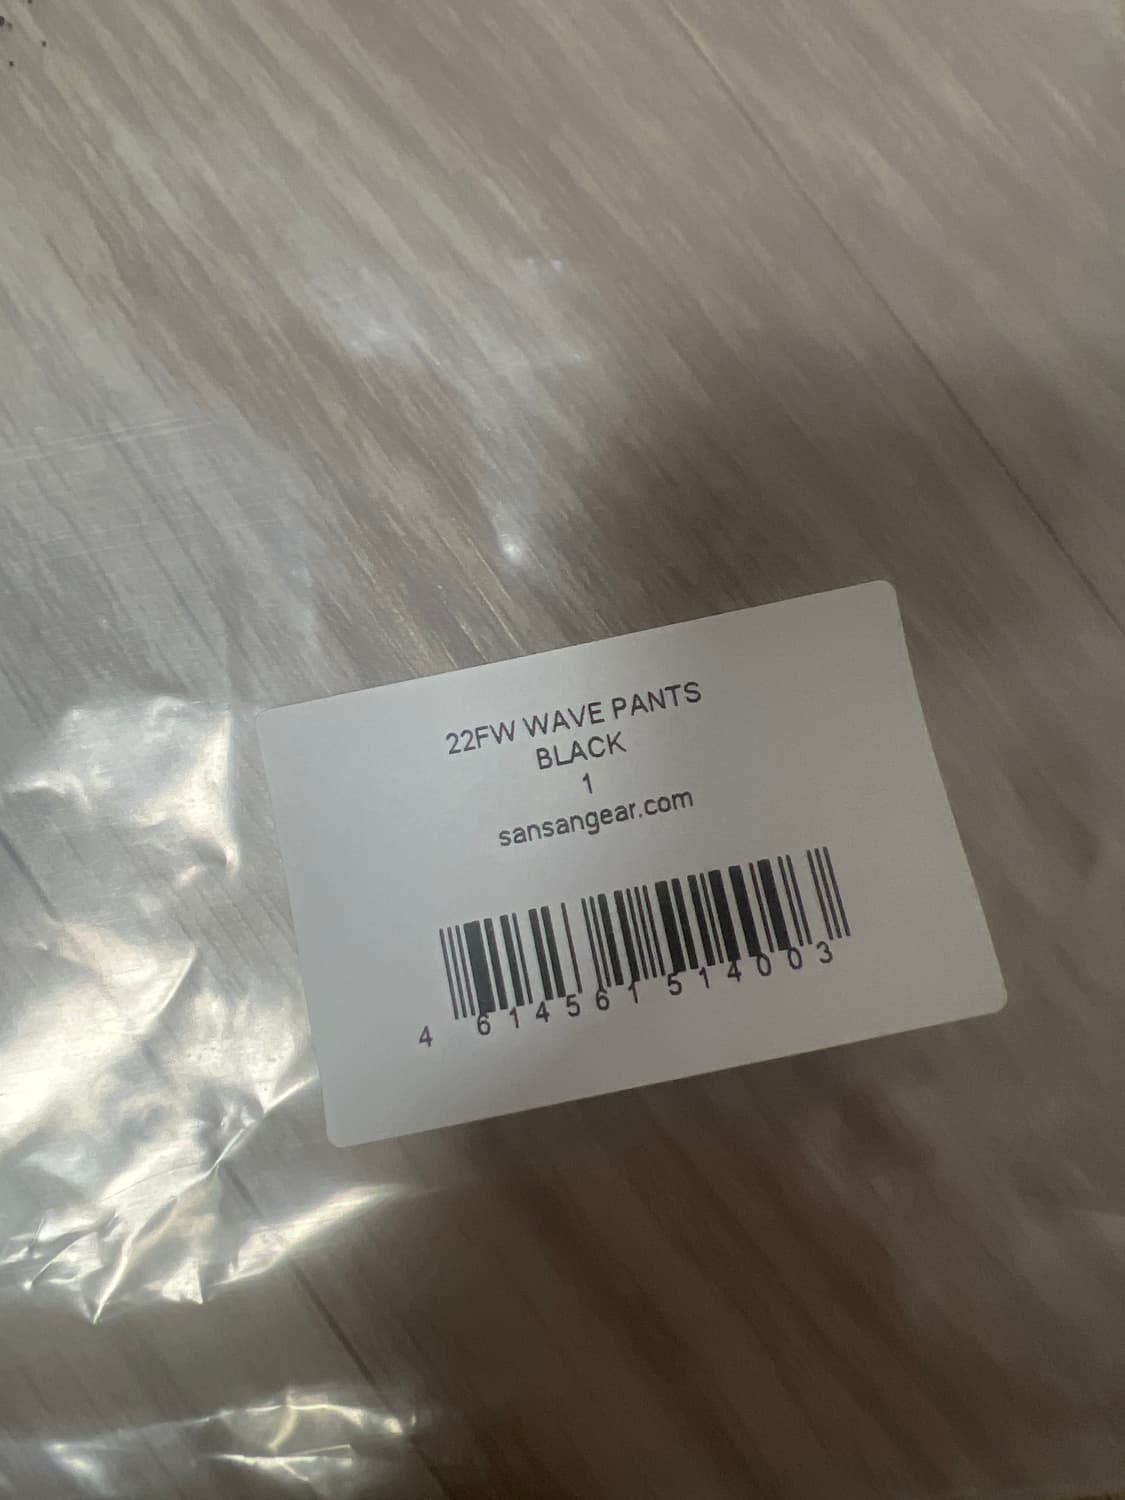 22FW WAVE PANTS
BLACK
1
sansangear.com
4 614561 514003